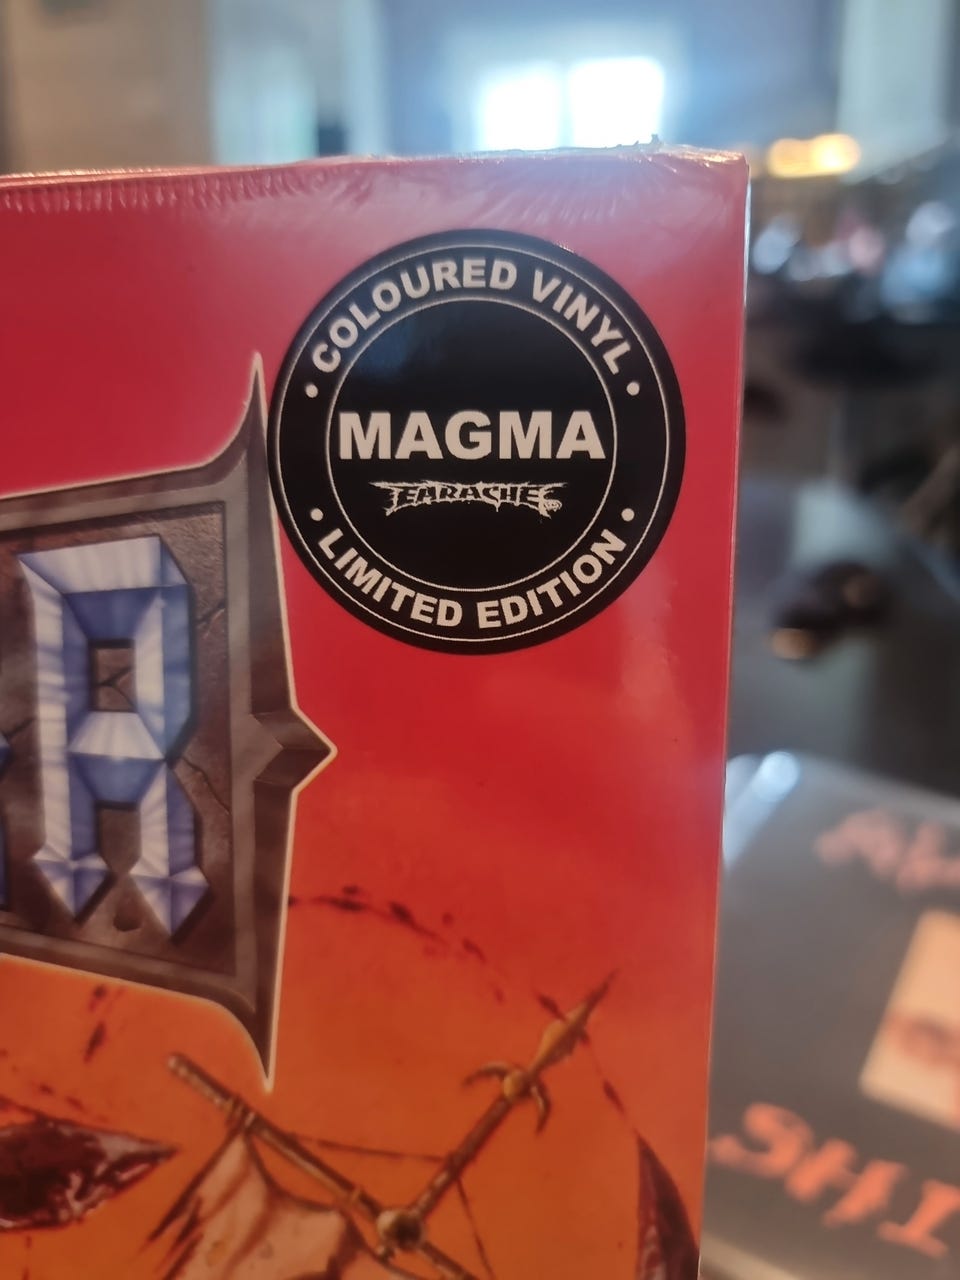 COLOURED VINYL
MAGMA
EARACHE
LIMITED EDITION
R